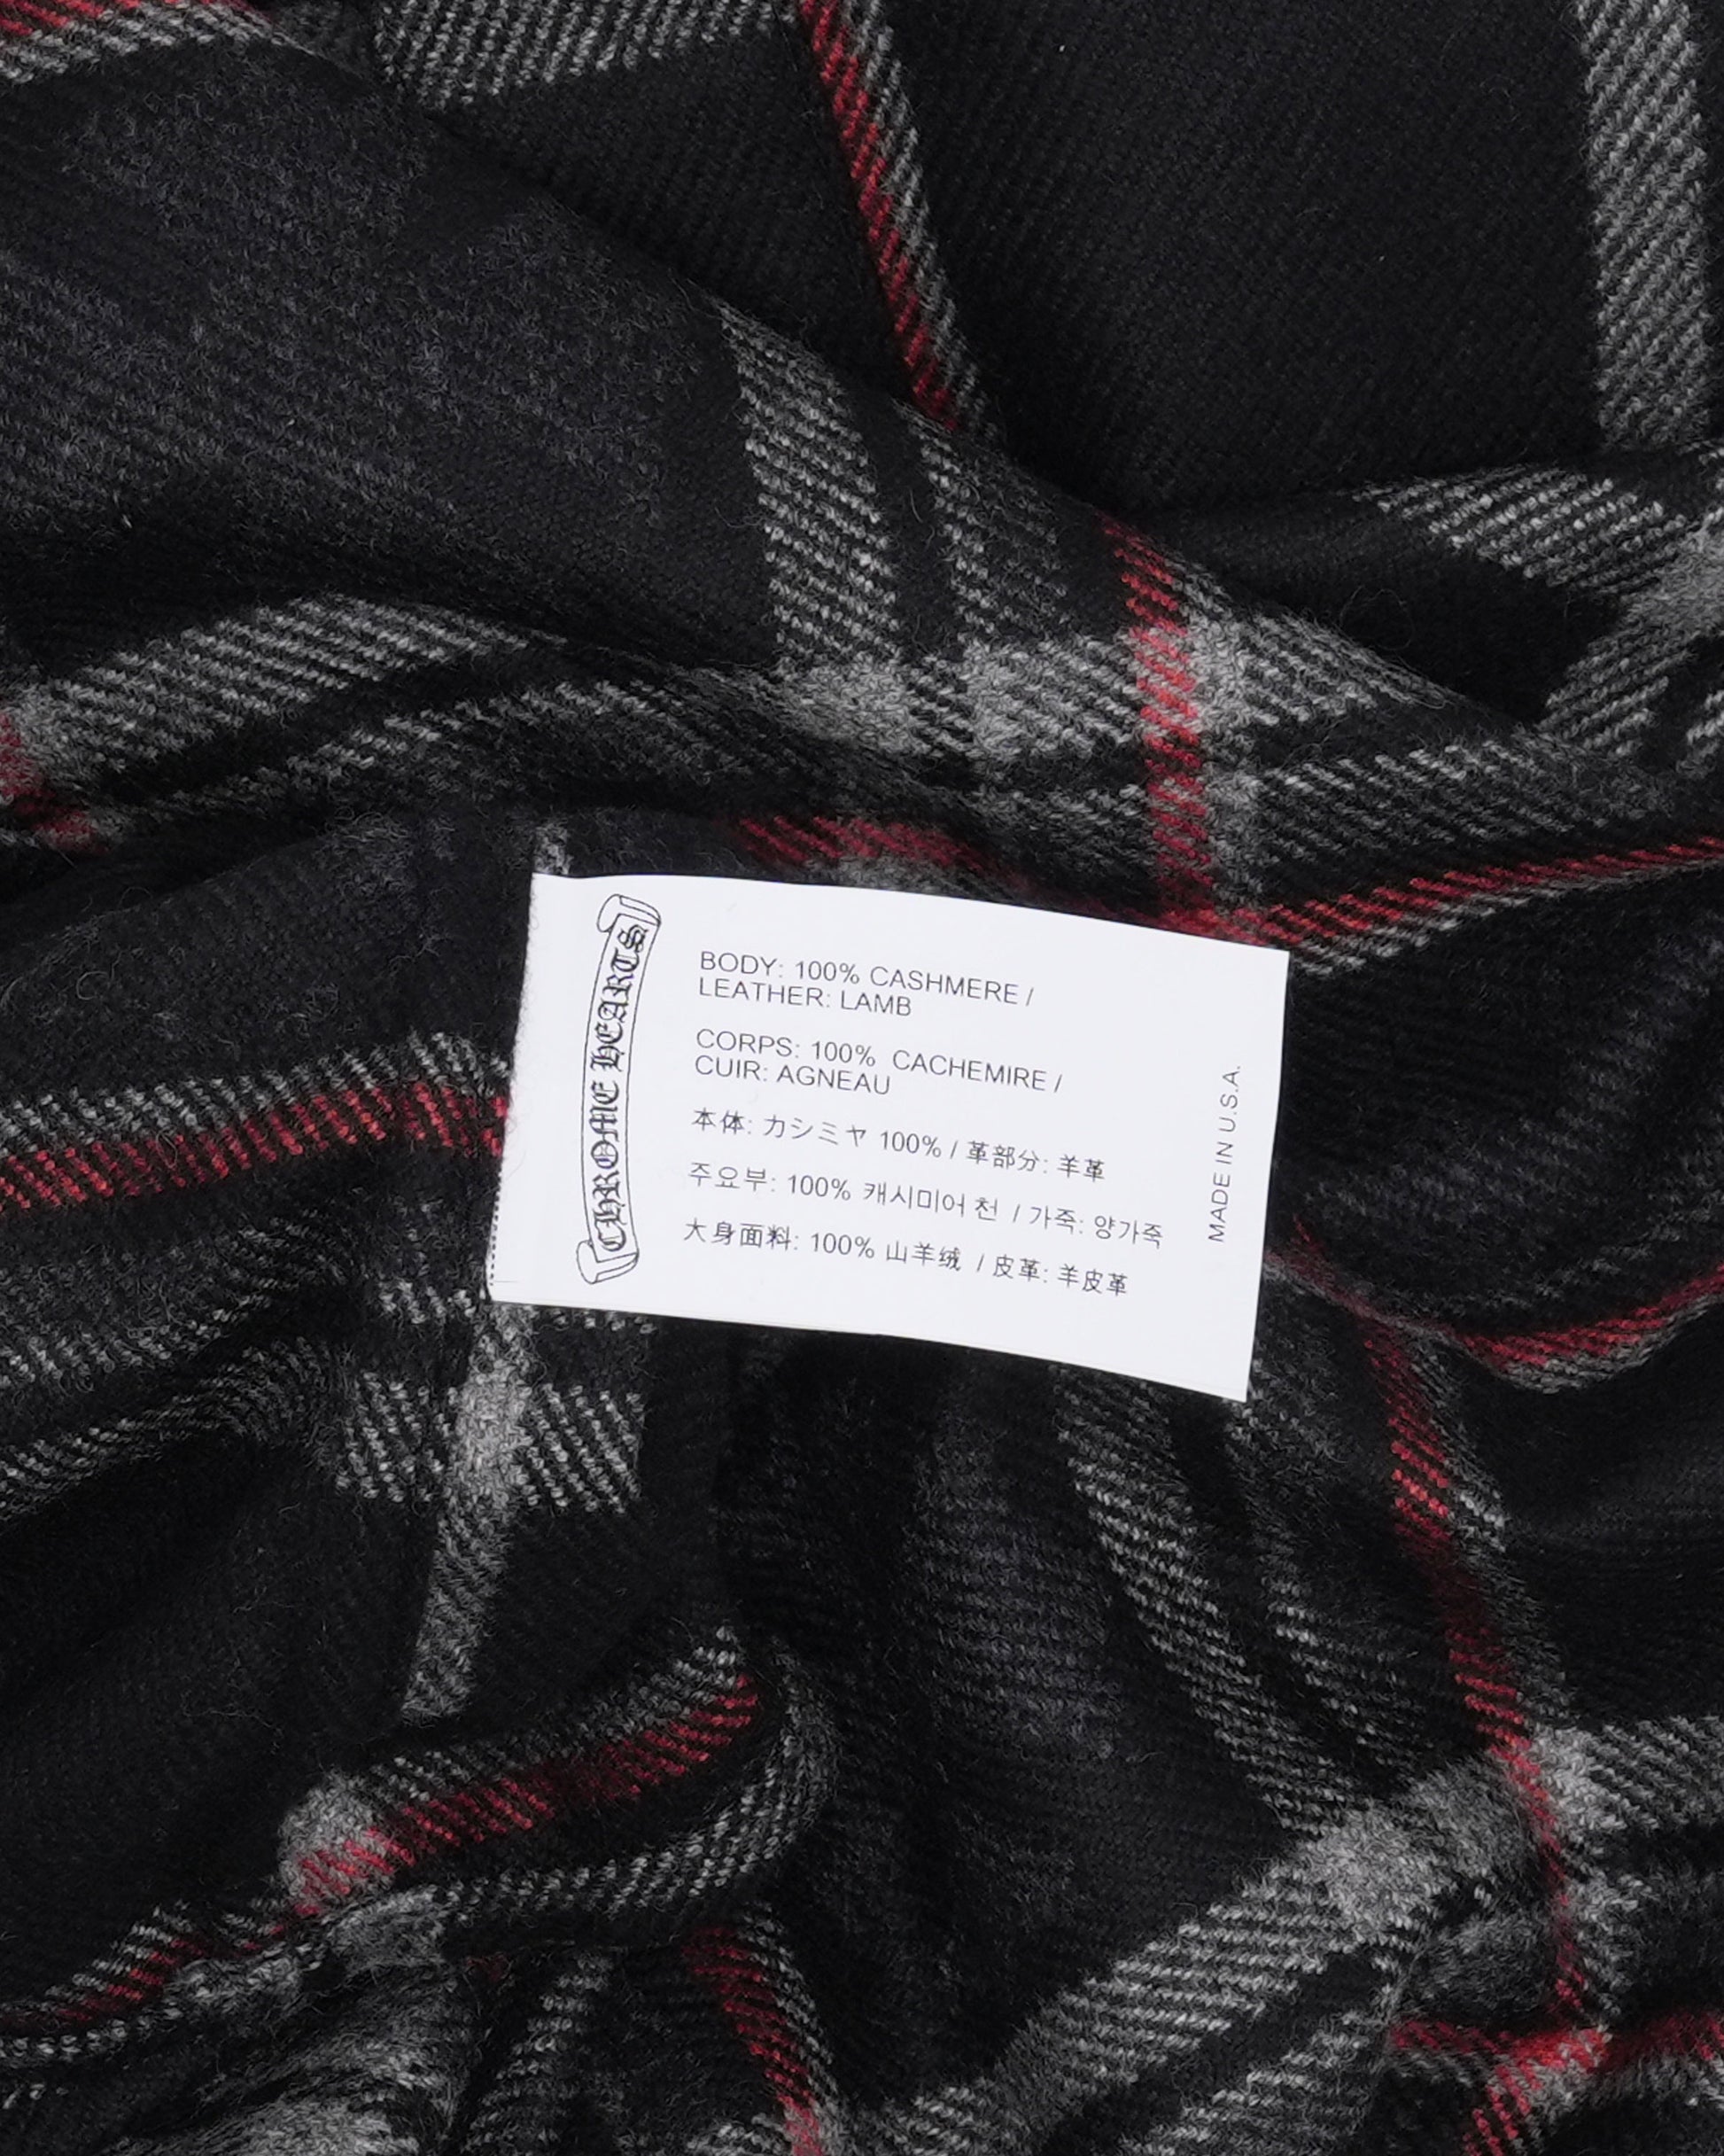 CHROME HEARTS
BODY: 100% CASHMERE /
LEATHER: LAMB
CORPS: 100% CACHEMIRE /
CUIR: AGNEAU
本体: カシミヤ 100% / 革部分: 羊革
주요부: 100% 캐시미어 천 / 가죽: 양가죽
大身面料: 100% 山羊绒 / 皮革: 羊皮革
MADE IN U.S.A.